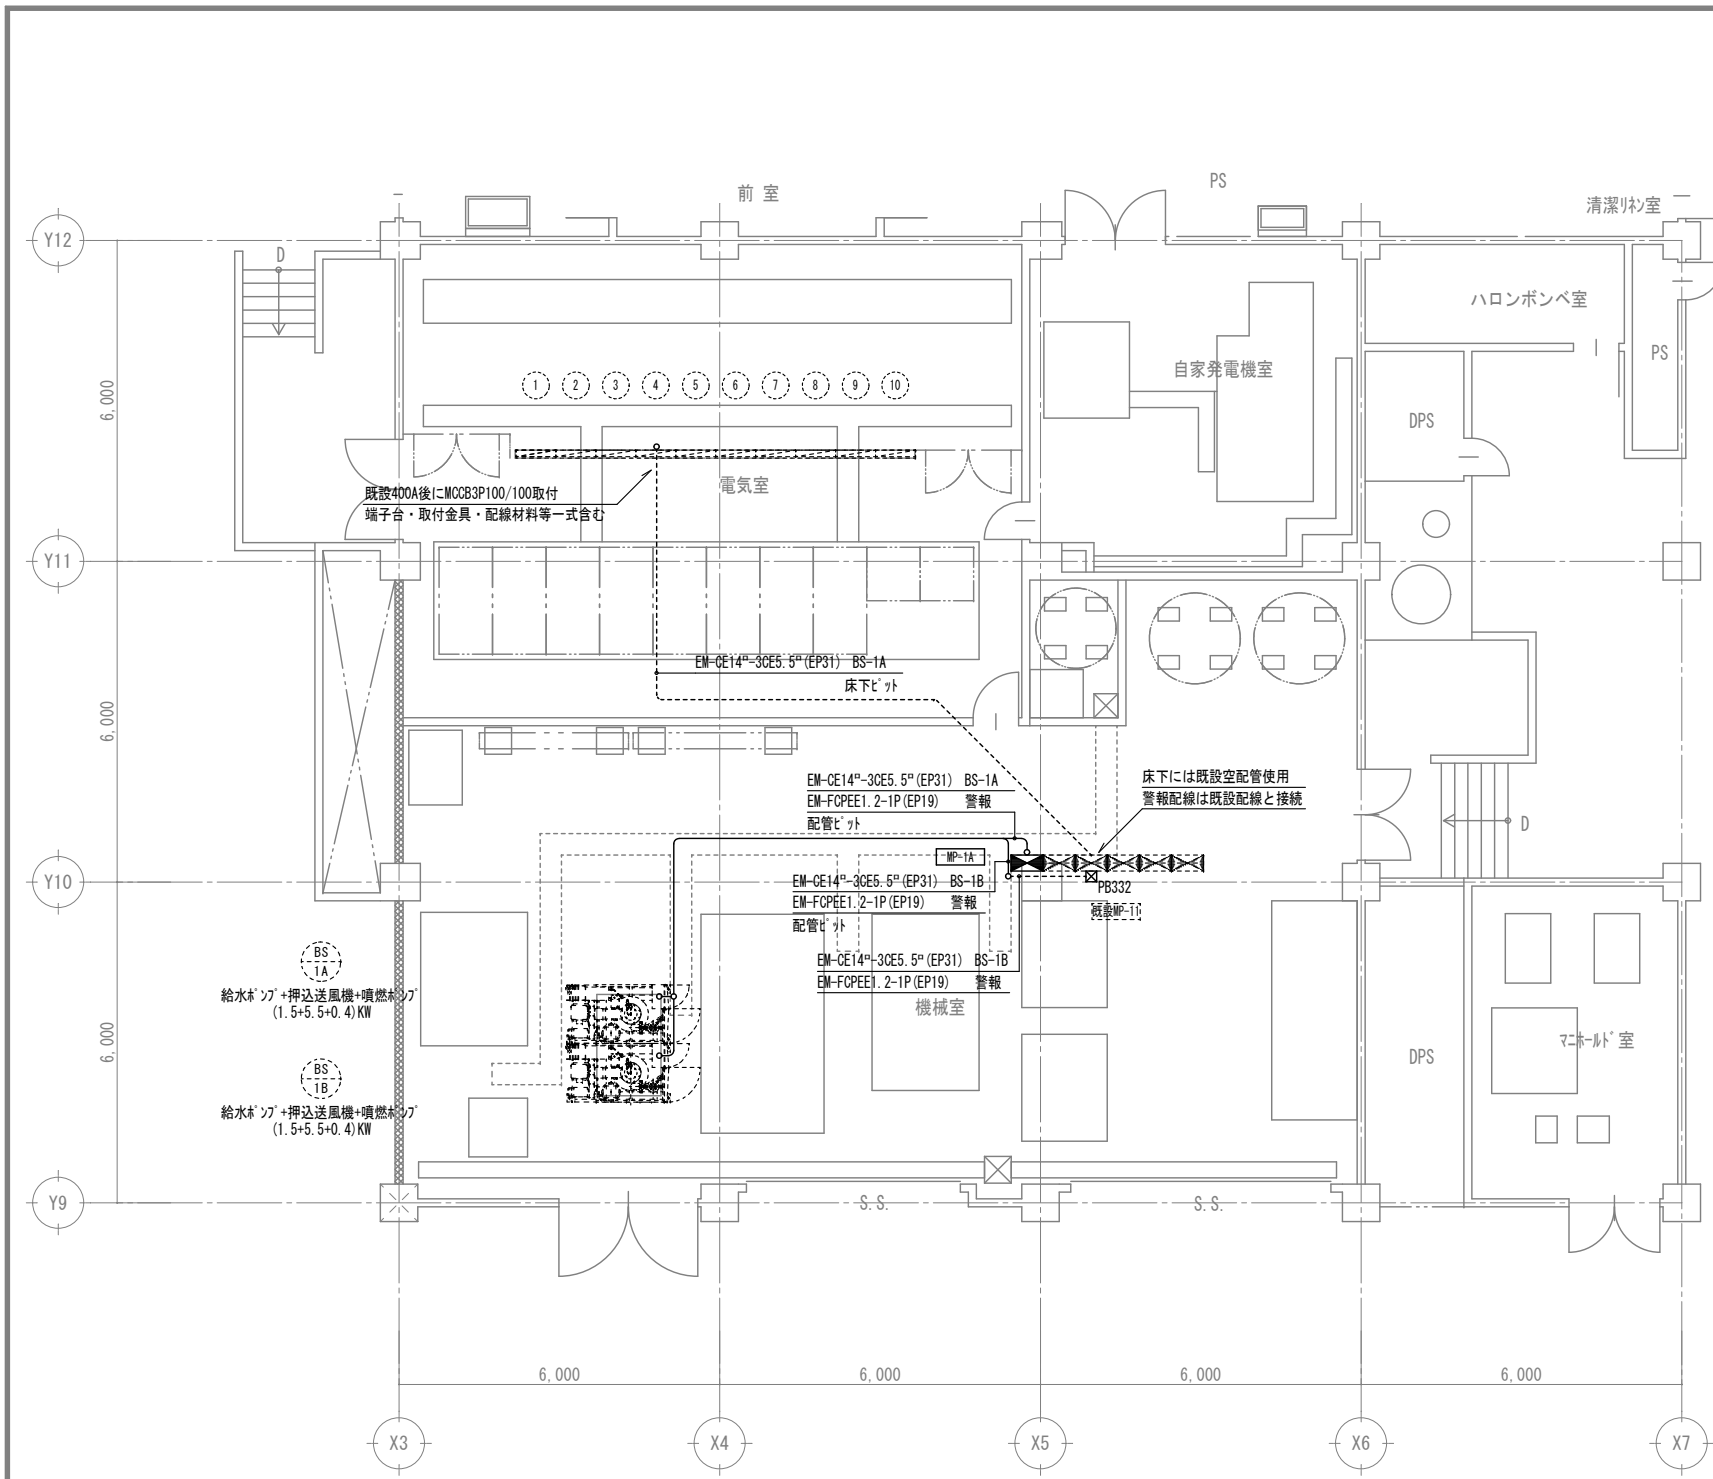 前 室
PS
清潔ﾘﾈﾝ室
Y12
D
6,000
ハロンボンベ室
PS
自家発電機室
1 2 3 4 5 6 7 8 9 10
DPS
電気室
既設400A後にMCCB3P100/100取付
端子台・取付金具・配線材料等一式含む
Y11
EM-CE14□-3CE5.5□(EP31) BS-1A
床下ﾋﾟｯﾄ
6,000
EM-CE14□-3CE5.5□(EP31) BS-1A
EM-FCPEE1.2-1P(EP19) 警報
配管ﾋﾟｯﾄ
床下には既設空配管使用
警報配線は既設配線と接続
D
MP-1A
Y10
EM-CE14□-3CE5.5□(EP31) BS-1B
EM-FCPEE1.2-1P(EP19) 警報
配管ﾋﾟｯﾄ
PB332
既設MP-11
EM-CE14□-3CE5.5□(EP31) BS-1B
EM-FCPEE1.2-1P(EP19) 警報
BS
1A
給水ﾎﾟﾝﾌﾟ+押込送風機+噴燃ﾎﾟﾝﾌﾟ
(1.5+5.5+0.4)KW
機械室
6,000
DPS
ﾏﾆﾎｰﾙﾄﾞ室
BS
1B
給水ﾎﾟﾝﾌﾟ+押込送風機+噴燃ﾎﾟﾝﾌﾟ
(1.5+5.5+0.4)KW
Y9
S.S.
S.S.
6,000
6,000
6,000
6,000
X3
X4
X5
X6
X7